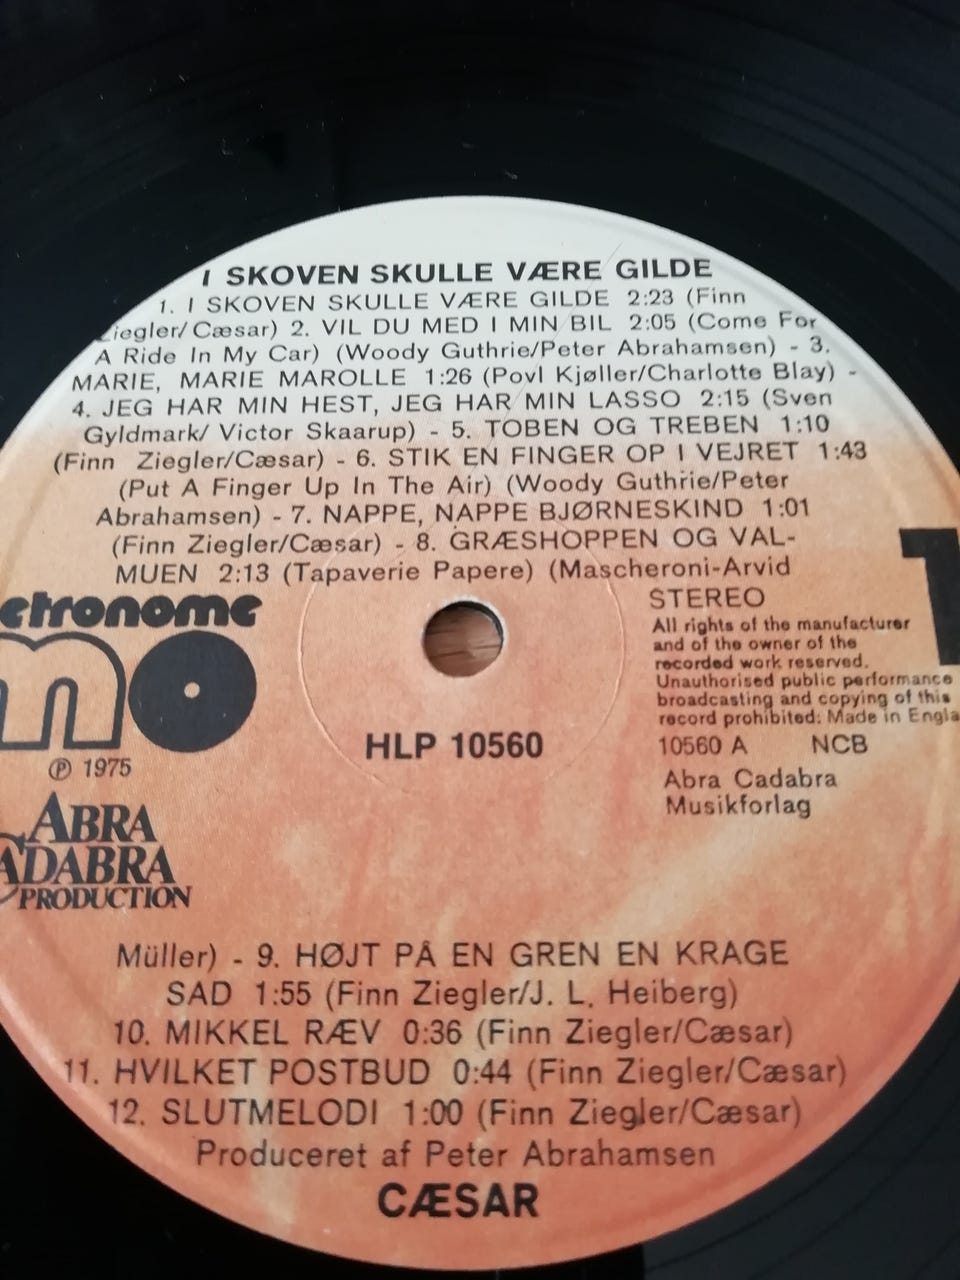 I SKOVEN SKULLE VÆRE GILDE
1. I SKOVEN SKULLE VÆRE GILDE 2:23 (Finn
Ziegler/ Cæsar) 2. VIL DU MED I MIN BIL 2:05 (Come For
A Ride In My Car) (Woody Guthrie/Peter Abrahamsen) - 3.
MARIE, MARIE MAROLLE 1:26 (Povl Kjøller/Charlotte Blay) -
4. JEG HAR MIN HEST, JEG HAR MIN LASSO 2:15 (Sven
Gyldmark/ Victor Skaarup) - 5. TOBEN OG TREBEN 1:10
(Finn Ziegler/Cæsar) - 6. STIK EN FINGER OP I VEJRET 1:43
(Put A Finger Up In The Air) (Woody Guthrie/Peter
Abrahamsen) - 7. NAPPE, NAPPE BJØRNESKIND 1:01
(Finn Ziegler/Cæsar) - 8. GRÆSHOPPEN OG VAL-
MUEN 2:13 (Tapaverie Papere) (Mascheroni-Arvid
etronome
mo
℗ 1975
ABRA
CADABRA
PRODUCTION
HLP 10560
1
STEREO
All rights of the manufacturer
and of the owner of the
recorded work reserved.
Unauthorised public performance
broadcasting and copying of this
record prohibited: Made in Engla
10560 A NCB
Abra Cadabra
Musikforlag
Müller) - 9. HØJT PÅ EN GREN EN KRAGE
SAD 1:55 (Finn Ziegler/J. L. Heiberg)
10. MIKKEL RÆV 0:36 (Finn Ziegler/Cæsar)
11. HVILKET POSTBUD 0:44 (Finn Ziegler/Cæsar)
12. SLUTMELODI 1:00 (Finn Ziegler/Cæsar)
Produceret af Peter Abrahamsen
CÆSAR